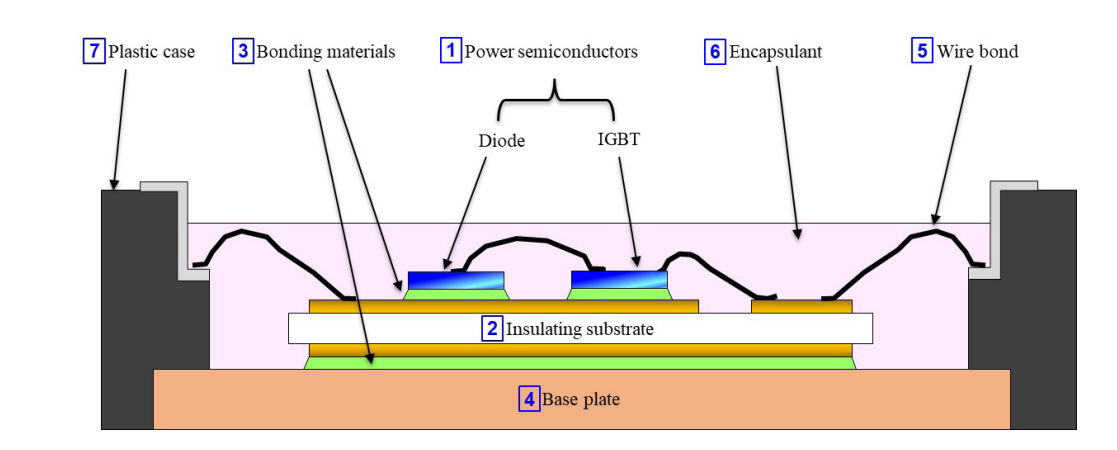 7 Plastic case
3 Bonding materials
1 Power semiconductors
6 Encapsulant
5 Wire bond
Diode
IGBT
2 Insulating substrate
4 Base plate